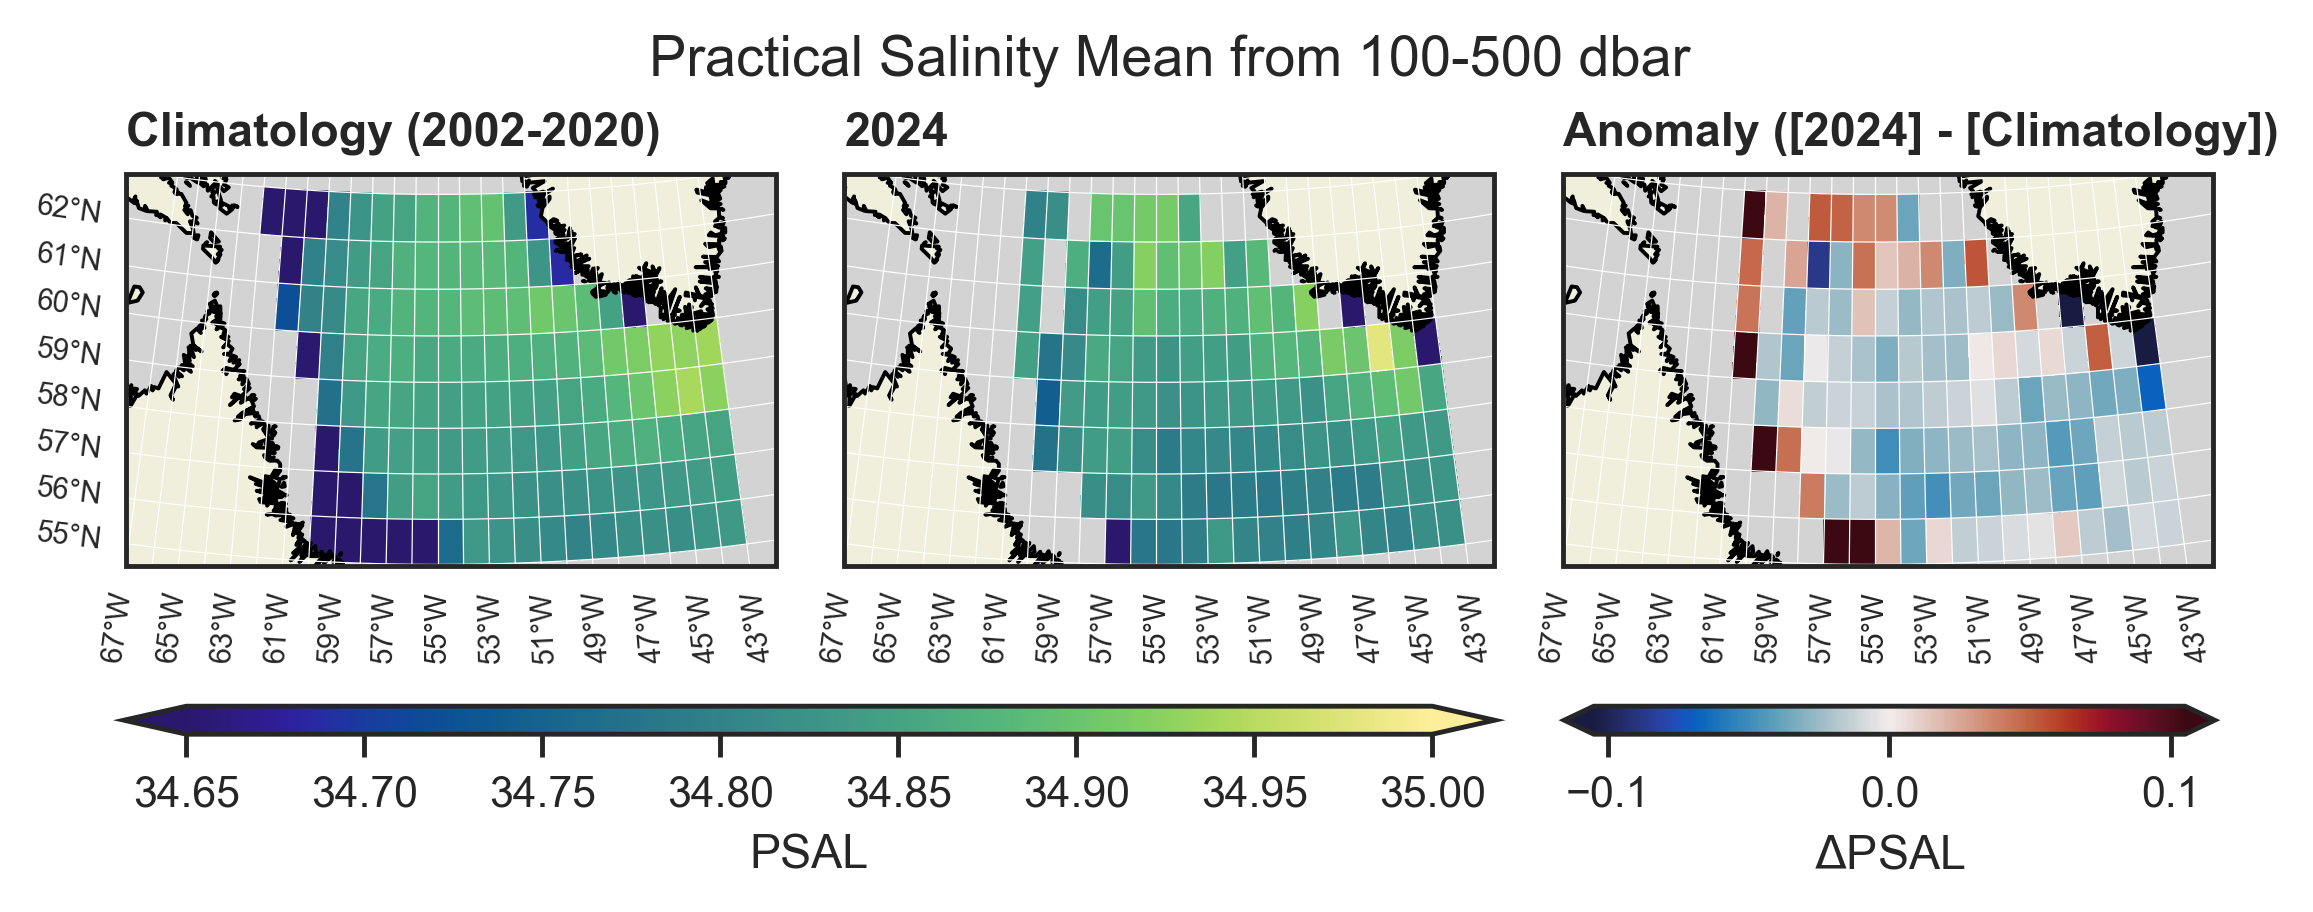 Practical Salinity Mean from 100-500 dbar
Climatology (2002-2020)
2024
Anomaly ([2024] - [Climatology])
62°N
61°N
60°N
59°N
58°N
57°N
56°N
55°N
67°W 65°W 63°W 61°W 59°W 57°W 55°W 53°W 51°W 49°W 47°W 45°W 43°W
67°W 65°W 63°W 61°W 59°W 57°W 55°W 53°W 51°W 49°W 47°W 45°W 43°W
67°W 65°W 63°W 61°W 59°W 57°W 55°W 53°W 51°W 49°W 47°W 45°W 43°W
34.65 34.70 34.75 34.80 34.85 34.90 34.95 35.00
PSAL
−0.1 0.0 0.1
ΔPSAL